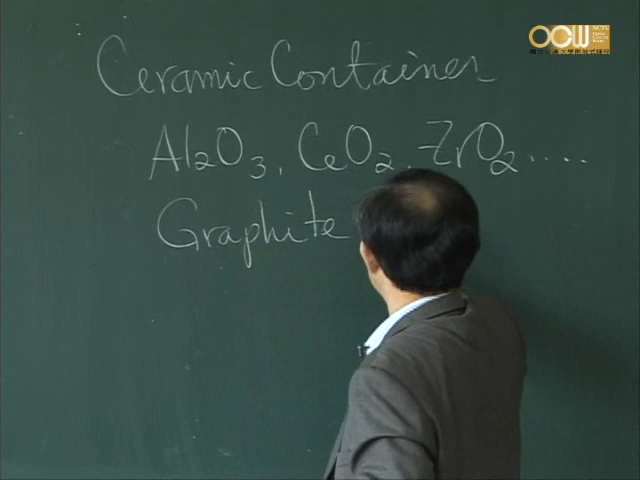 OCW
Ceramic Container
Al₂O₃, CeO₂, ZrO₂ ....
Graphite